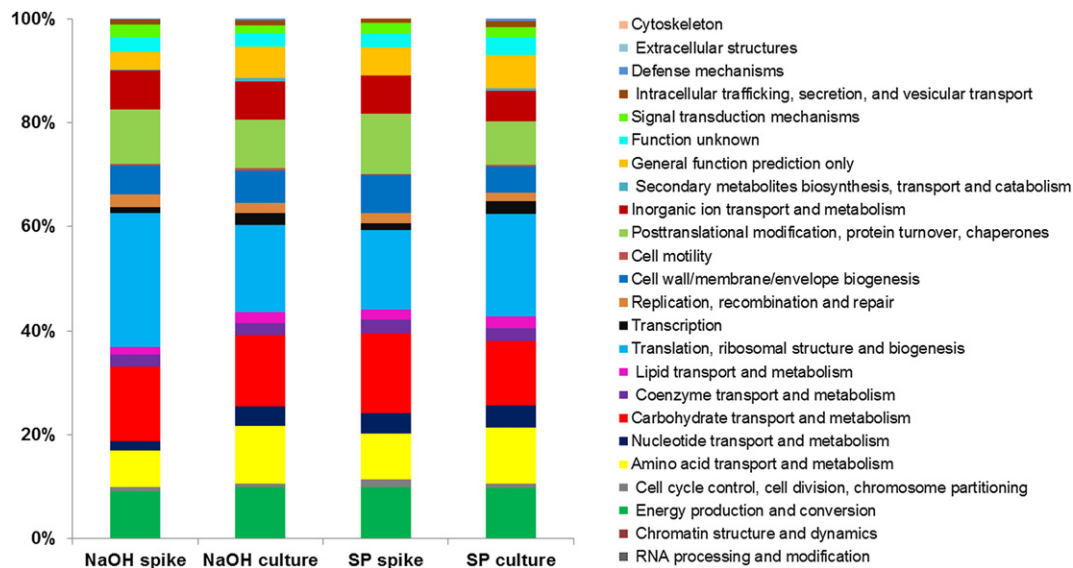 100%
80%
60%
40%
20%
0%
NaOH spike NaOH culture SP spike SP culture
Cytoskeleton
Extracellular structures
Defense mechanisms
Intracellular trafficking, secretion, and vesicular transport
Signal transduction mechanisms
Function unknown
General function prediction only
Secondary metabolites biosynthesis, transport and catabolism
Inorganic ion transport and metabolism
Posttranslational modification, protein turnover, chaperones
Cell motility
Cell wall/membrane/envelope biogenesis
Replication, recombination and repair
Transcription
Translation, ribosomal structure and biogenesis
Lipid transport and metabolism
Coenzyme transport and metabolism
Carbohydrate transport and metabolism
Nucleotide transport and metabolism
Amino acid transport and metabolism
Cell cycle control, cell division, chromosome partitioning
Energy production and conversion
Chromatin structure and dynamics
RNA processing and modification